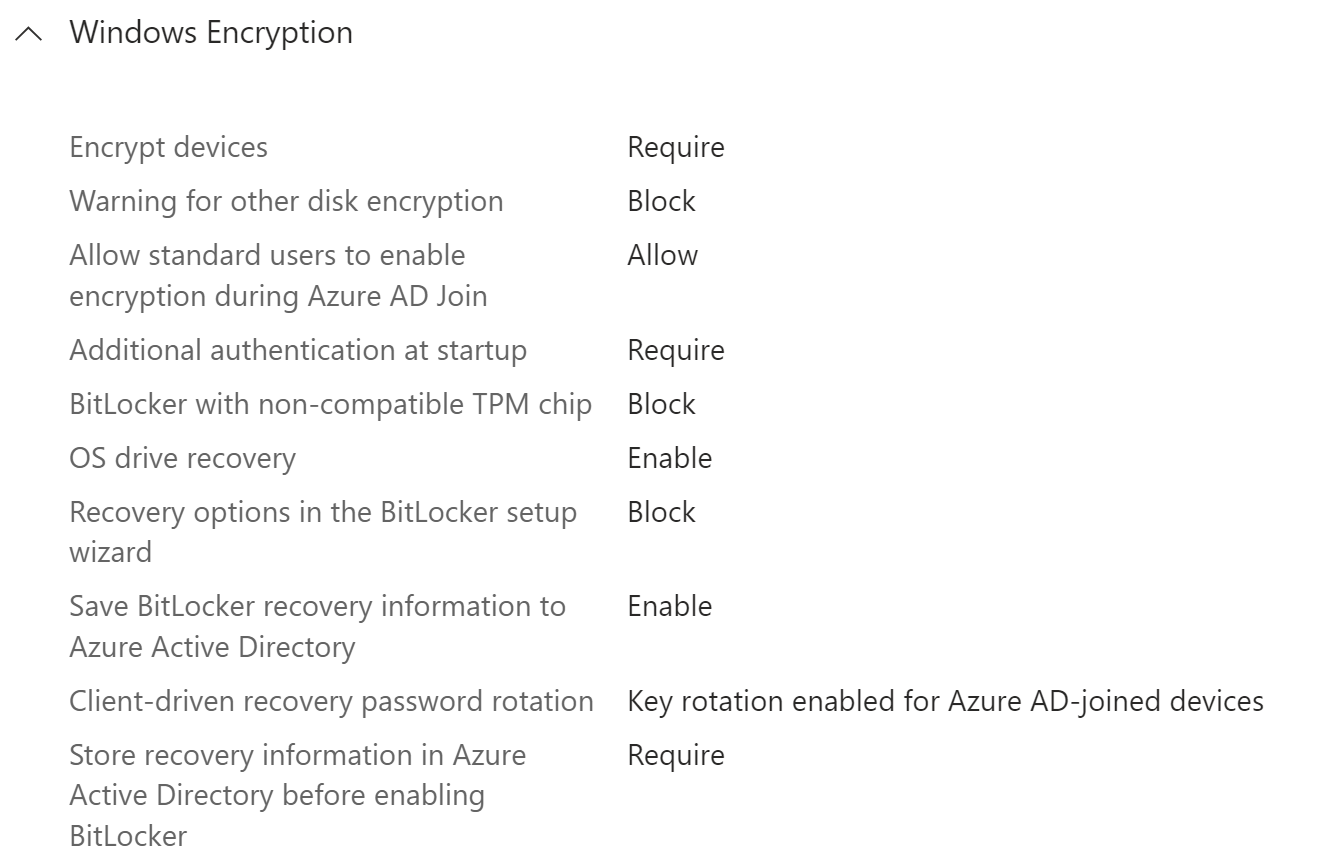 Windows Encryption
Encrypt devices Require
Warning for other disk encryption Block
Allow standard users to enable Allow
encryption during Azure AD Join
Additional authentication at startup Require
BitLocker with non-compatible TPM chip Block
OS drive recovery Enable
Recovery options in the BitLocker setup Block
wizard
Save BitLocker recovery information to Enable
Azure Active Directory
Client-driven recovery password rotation Key rotation enabled for Azure AD-joined devices
Store recovery information in Azure Require
Active Directory before enabling
BitLocker